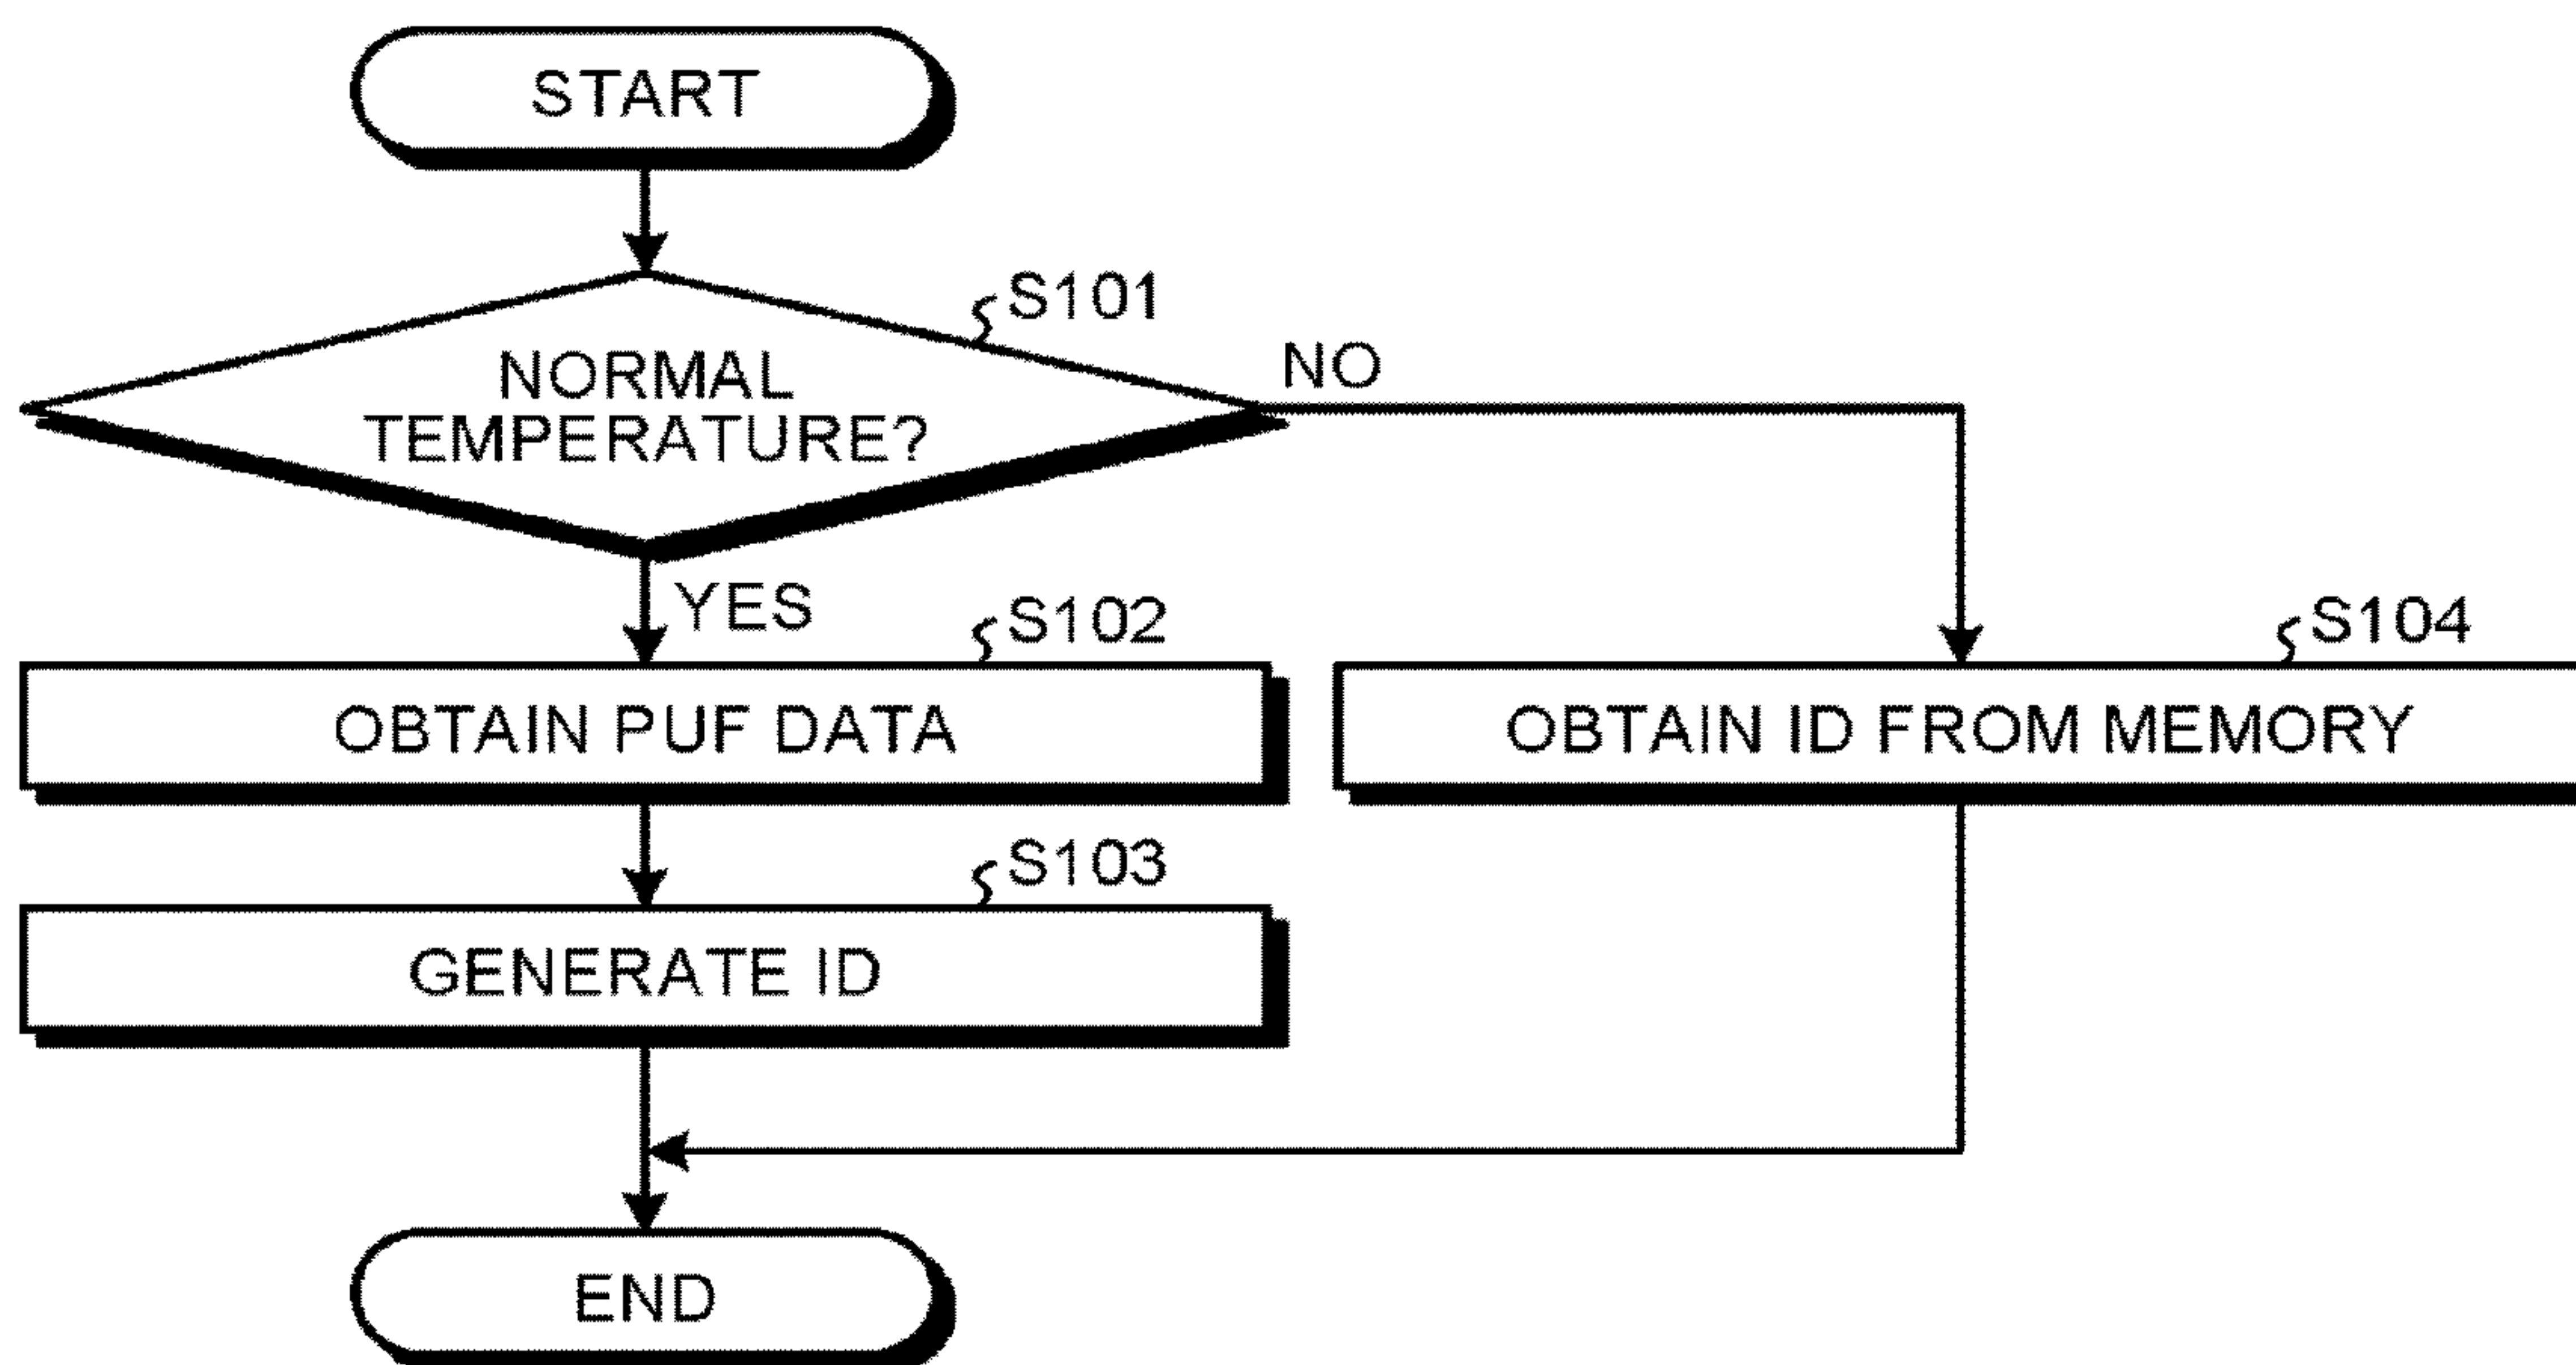 START
S101
NORMAL
TEMPERATURE?
NO
YES
S102
OBTAIN PUF DATA
S104
OBTAIN ID FROM MEMORY
S103
GENERATE ID
END